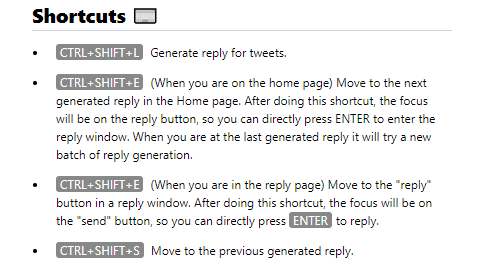 Shortcuts
CTRL+SHIFT+L Generate reply for tweets.
CTRL+SHIFT+E (When you are on the home page) Move to the next
generated reply in the Home page. After doing this shortcut, the focus
will be on the reply button, so you can directly press ENTER to enter the
reply window. When you are at the last generated reply it will try a new
batch of reply generation.
CTRL+SHIFT+E (When you are in the reply page) Move to the "reply"
button in a reply window. After doing this shortcut, the focus will be on
the "send" button, so you can directly press ENTER to reply.
CTRL+SHIFT+S Move to the previous generated reply.